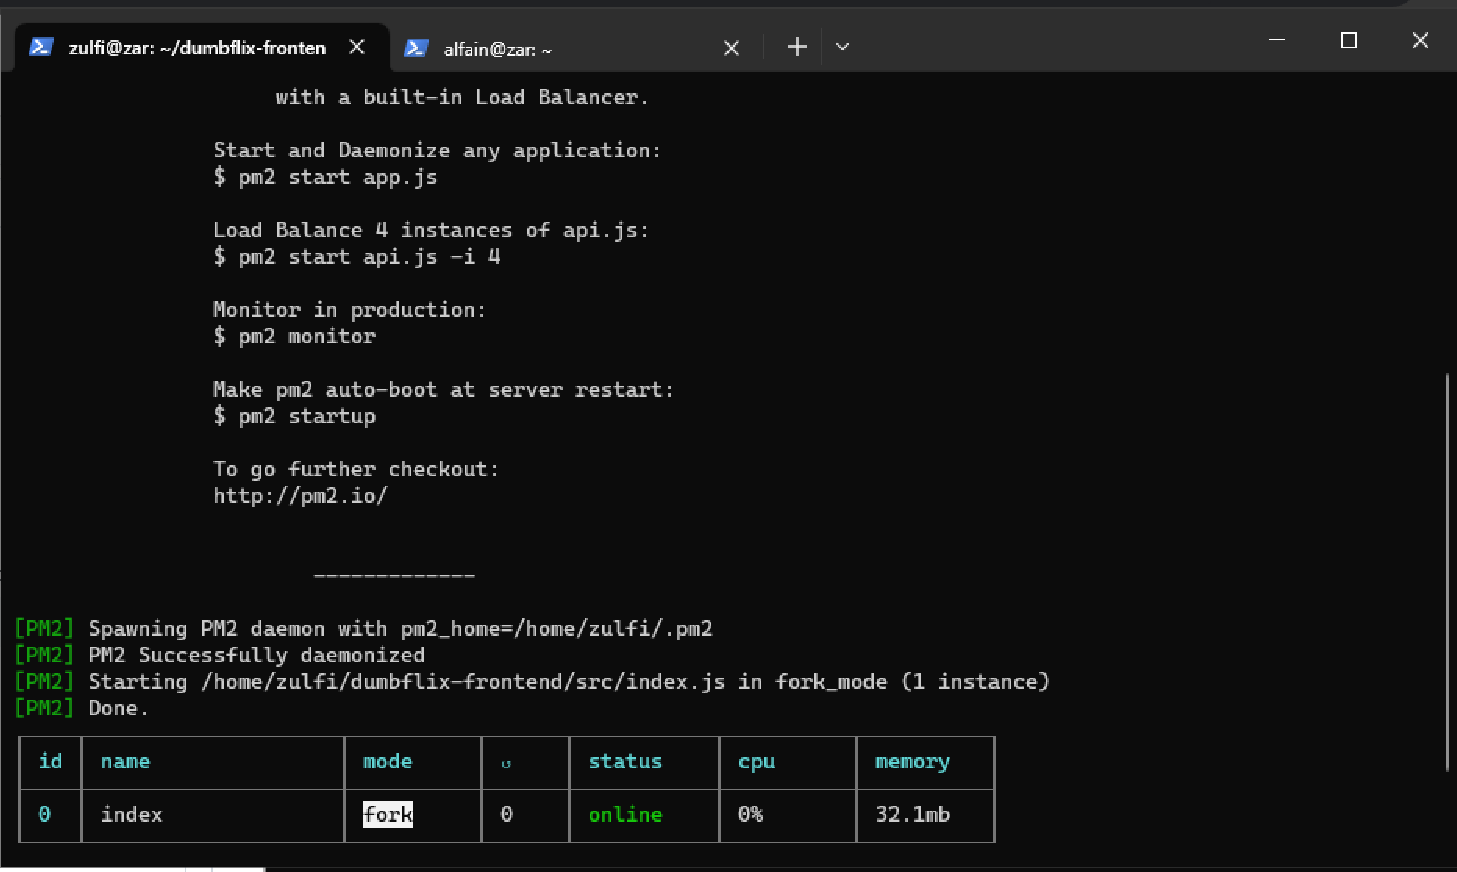 zulfi@zar: ~/dumbflix-fronten
alfain@zar: ~
with a built-in Load Balancer.
Start and Daemonize any application:
$ pm2 start app.js
Load Balance 4 instances of api.js:
$ pm2 start api.js -i 4
Monitor in production:
$ pm2 monitor
Make pm2 auto-boot at server restart:
$ pm2 startup
To go further checkout:
http://pm2.io/
-------------
[PM2] Spawning PM2 daemon with pm2_home=/home/zulfi/.pm2
[PM2] PM2 Successfully daemonized
[PM2] Starting /home/zulfi/dumbflix-frontend/src/index.js in fork_mode (1 instance)
[PM2] Done.
id name mode ↺ status cpu memory
0 index fork 0 online 0% 32.1mb